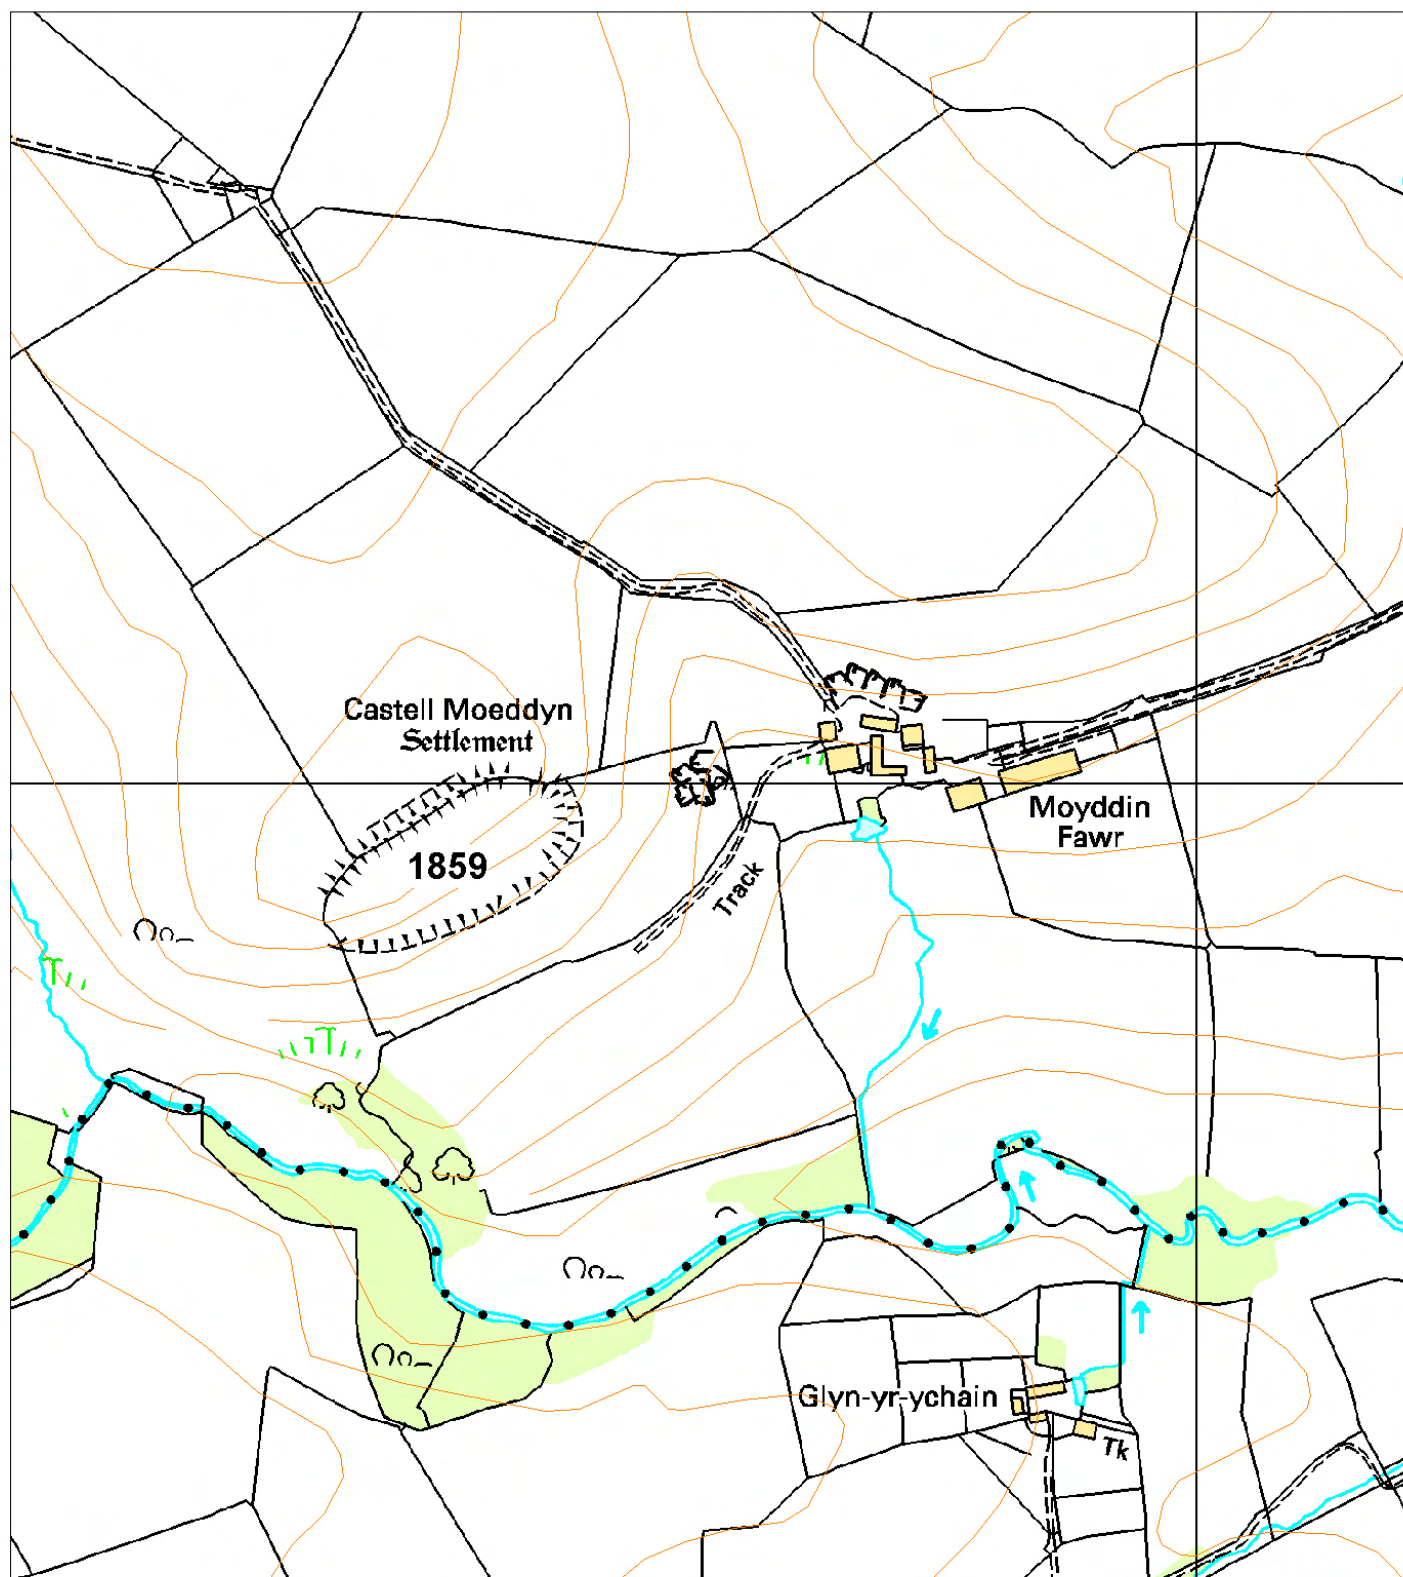 Castell Moeddyn
Settlement
1859
Moyddin
Fawr
Track
Glyn-yr-ychain
Tk